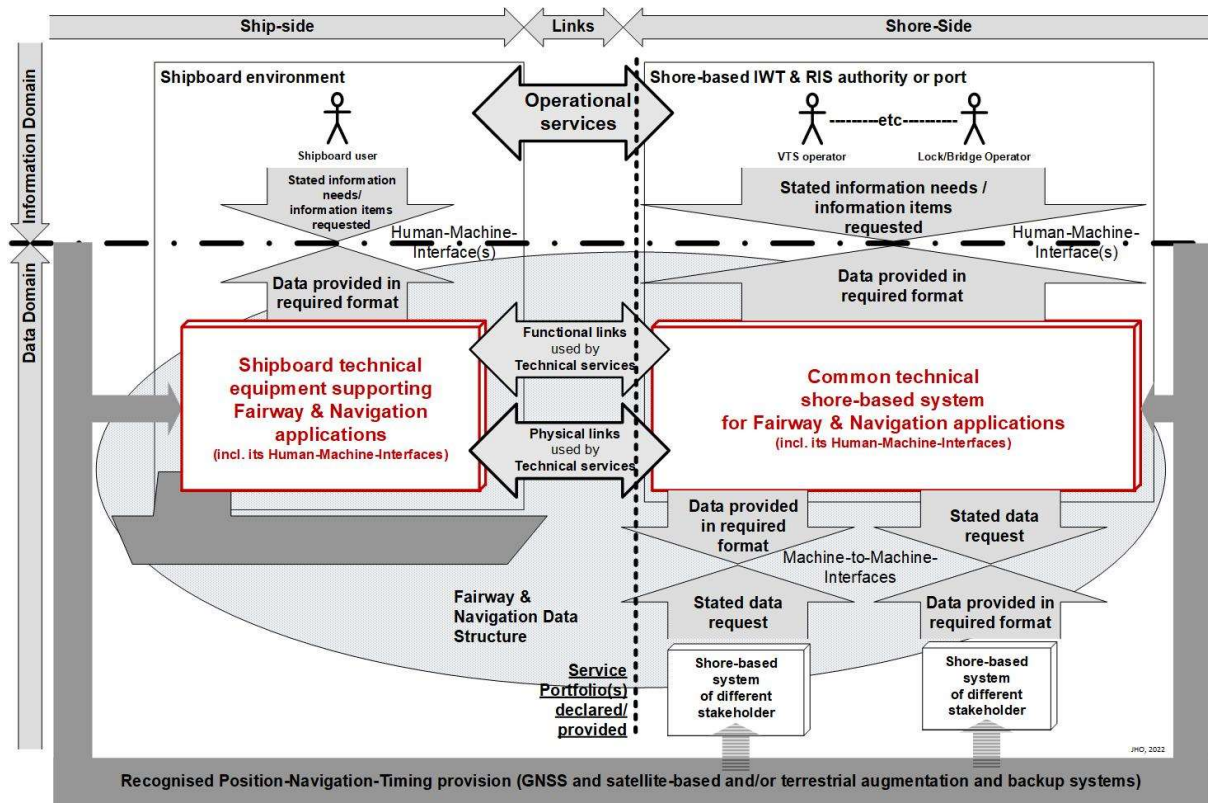 Ship-side
Links
Shore-Side
Information Domain
Data Domain
Shipboard environment
Operational
services
Shore-based IWT & RIS authority or port
Shipboard user
VTS operator
---------etc---------
Lock/Bridge Operator
Stated information
needs/
information items
requested
Human-Machine-
Interface(s)
Stated information needs /
information items
requested
Human-Machine-
Interface(s)
Data provided in
required format
Data provided in
required format
Functional links
used by
Technical services
Shipboard technical
equipment supporting
Fairway & Navigation
applications
(incl. its Human-Machine-Interfaces)
Common technical
shore-based system
for Fairway & Navigation applications
(incl. its Human-Machine-Interfaces)
Physical links
used by
Technical services
Data provided
in required
format
Stated data
request
Machine-to-Machine-
Interfaces
Fairway &
Navigation Data
Structure
Stated data
request
Data provided in
required format
Service
Portfolio(s)
declared/
provided
Shore-based
system
of different
stakeholder
Shore-based
system
of different
stakeholder
JHO, 2022
Recognised Position-Navigation-Timing provision (GNSS and satellite-based and/or terrestrial augmentation and backup systems)